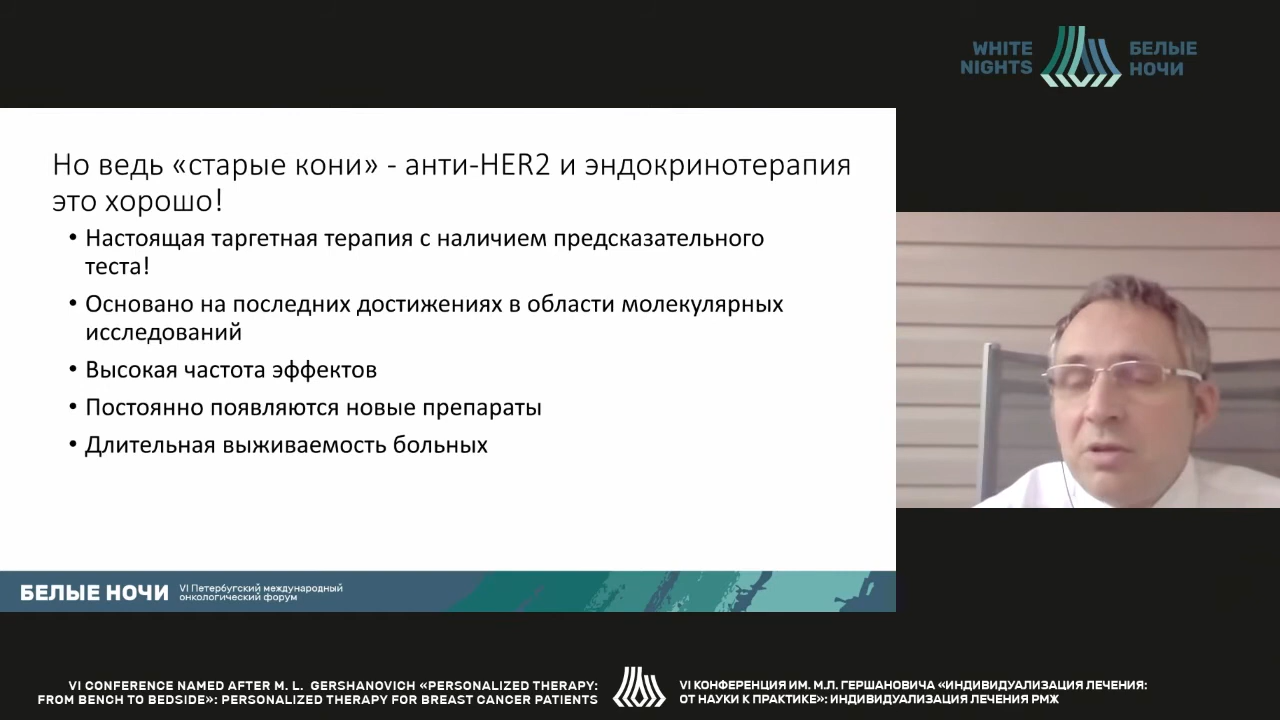 WHITE
NIGHTS
БЕЛЫЕ
НОЧИ
Но ведь «старые кони» - анти-HER2 и эндокринотерапия
это хорошо!
• Настоящая таргетная терапия с наличием предсказательного
теста!
• Основано на последних достижениях в области молекулярных
исследований
• Высокая частота эффектов
• Постоянно появляются новые препараты
• Длительная выживаемость больных
БЕЛЫЕ НОЧИ
VI Петербугский международный
онкологический форум
VI CONFERENCE NAMED AFTER M. L. GERSHANOVICH «PERSONALIZED THERAPY:
FROM BENCH TO BEDSIDE»: PERSONALIZED THERAPY FOR BREAST CANCER PATIENTS
VI КОНФЕРЕНЦИЯ ИМ. М.Л. ГЕРШАНОВИЧА «ИНДИВИДУАЛИЗАЦИЯ ЛЕЧЕНИЯ:
ОТ НАУКИ К ПРАКТИКЕ»: ИНДИВИДУАЛИЗАЦИЯ ЛЕЧЕНИЯ РМЖ